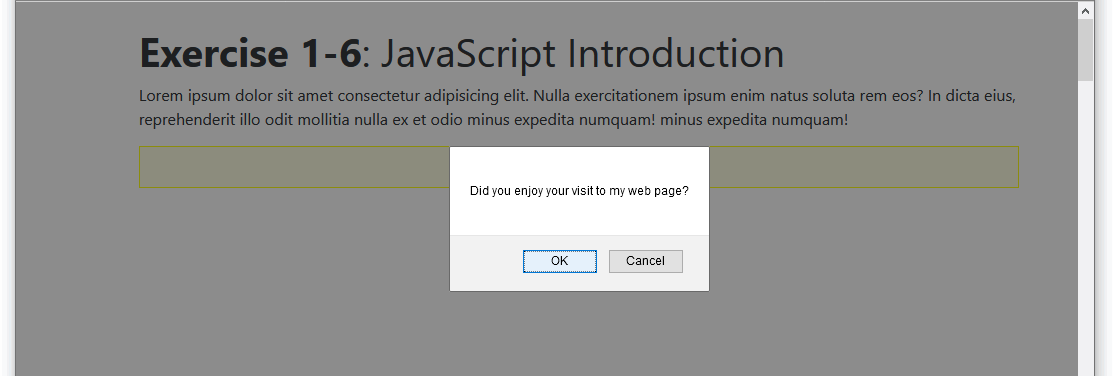 Exercise 1-6: JavaScript Introduction
Lorem ipsum dolor sit amet consectetur adipisicing elit. Nulla exercitationem ipsum enim natus soluta rem eos? In dicta eius,
reprehenderit illo odit mollitia nulla ex et odio minus expedita numquam! minus expedita numquam!
Did you enjoy your visit to my web page?
OK Cancel